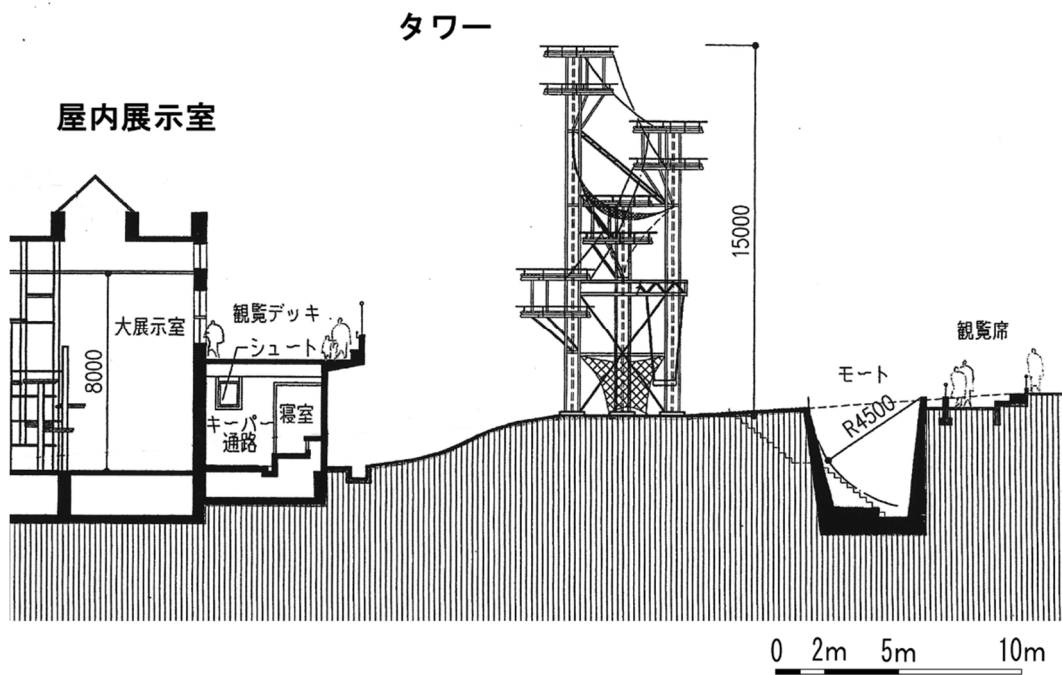 タワー
屋内展示室
15000
観覧デッキ
大展示室
シュート
8000
観覧席
モート
R4500
キーパー
通路
寝室
0 2m 5m 10m